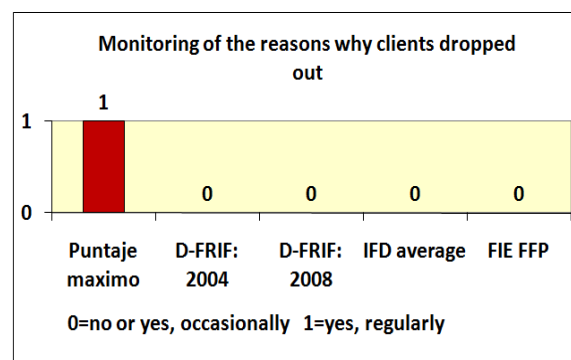 Monitoring of the reasons why clients dropped
out
1
1
0 0 0 0
0
Puntaje maximo D-FRIF: 2004 D-FRIF: 2008 IFD average FIE FFP
0=no or yes, occasionally 1=yes, regularly